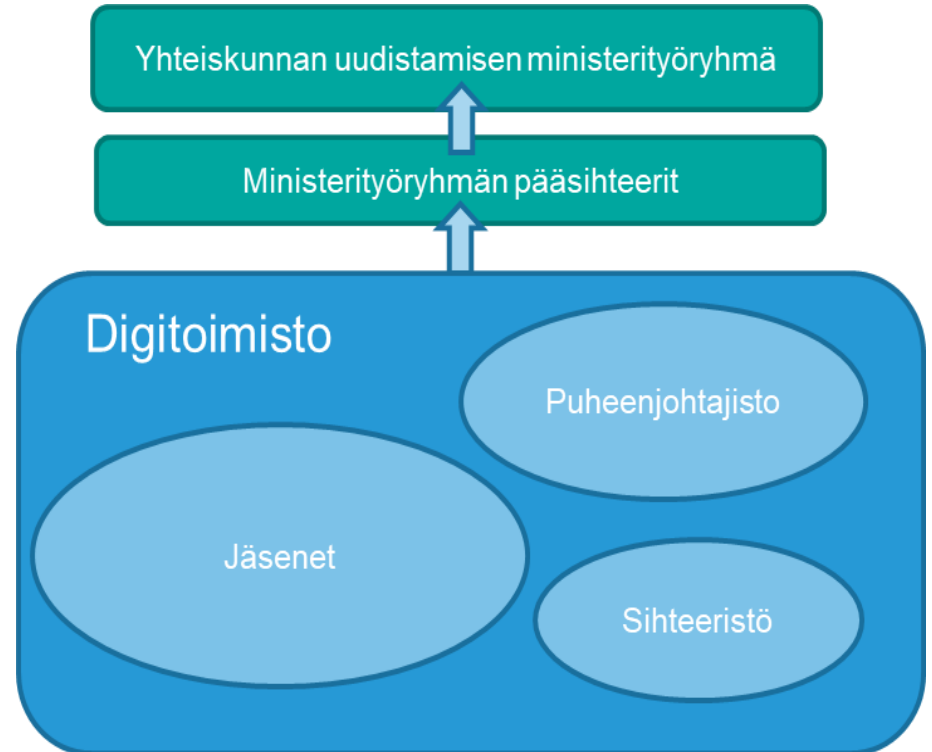 Yhteiskunnan uudistamisen ministerityöryhmä
Ministerityöryhmän pääsihteerit
Digitoimisto
Puheenjohtajisto
Jäsenet
Sihteeristö